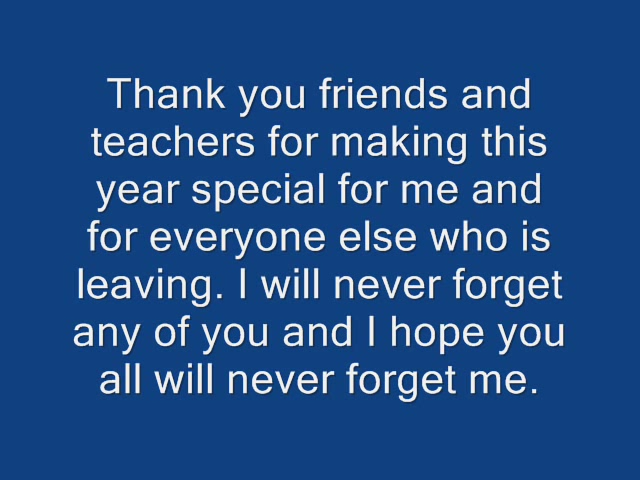 Thank you friends and
teachers for making this
year special for me and
for everyone else who is
leaving. I will never forget
any of you and I hope you
all will never forget me.